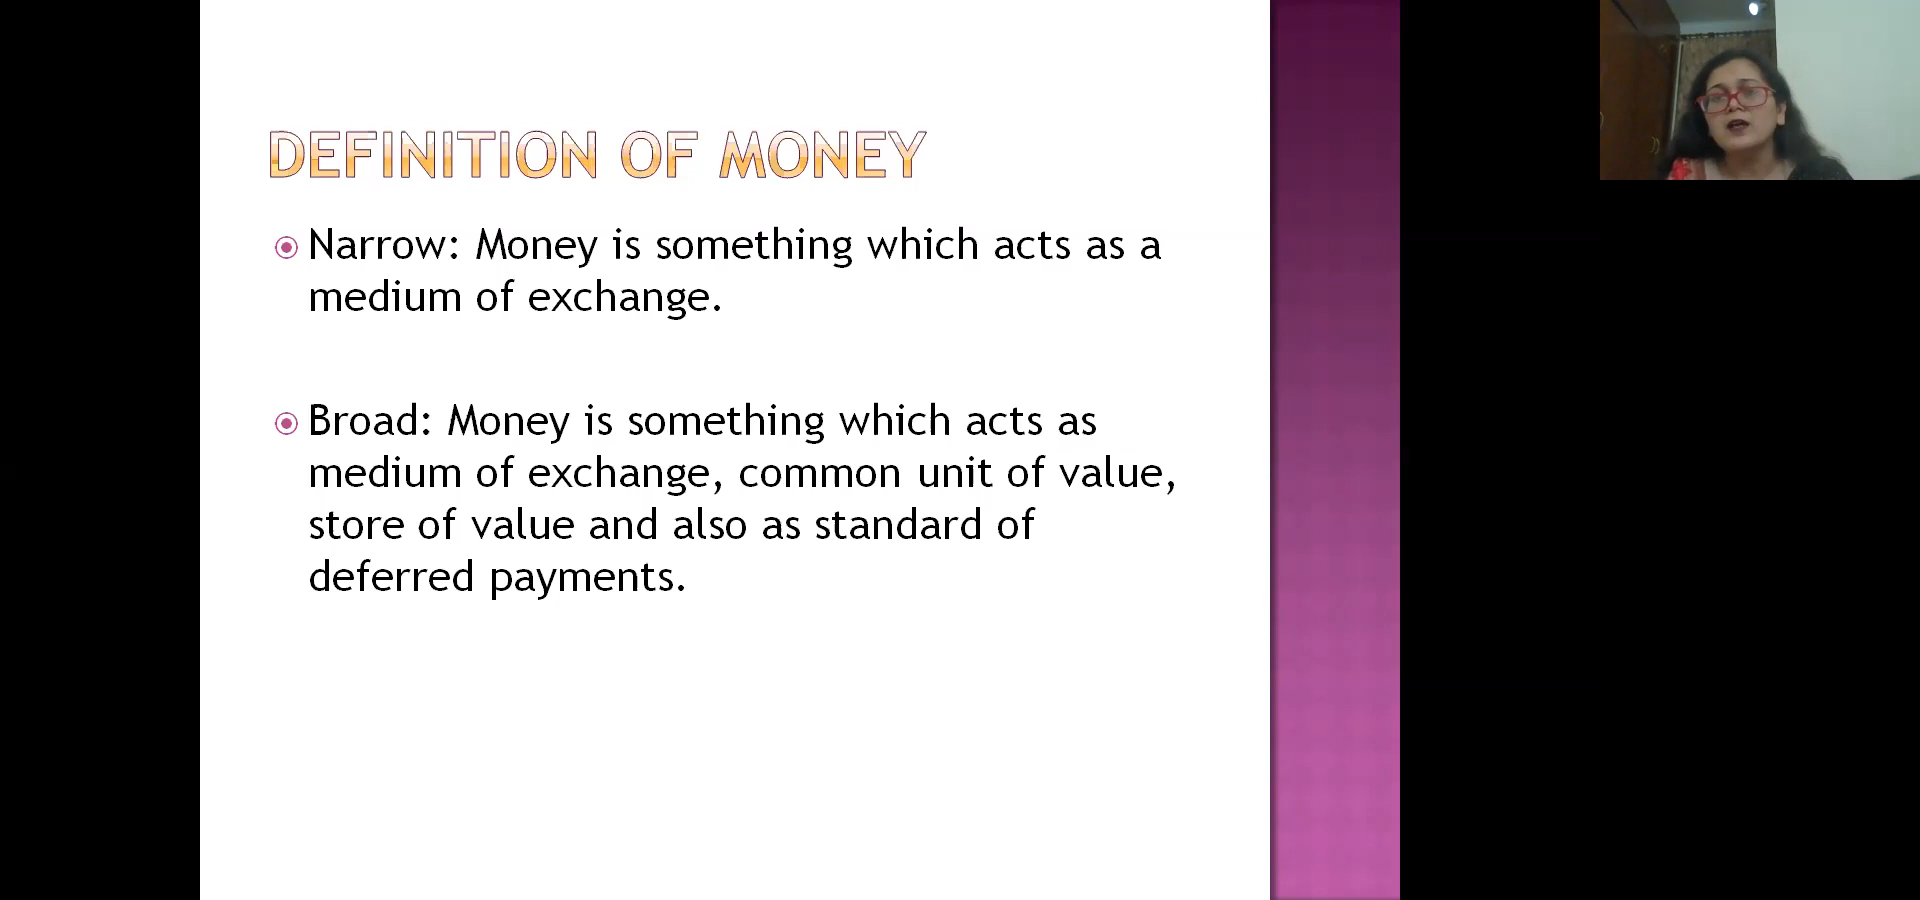 DEFINITION OF MONEY
Narrow: Money is something which acts as a
medium of exchange.
Broad: Money is something which acts as
medium of exchange, common unit of value,
store of value and also as standard of
deferred payments.